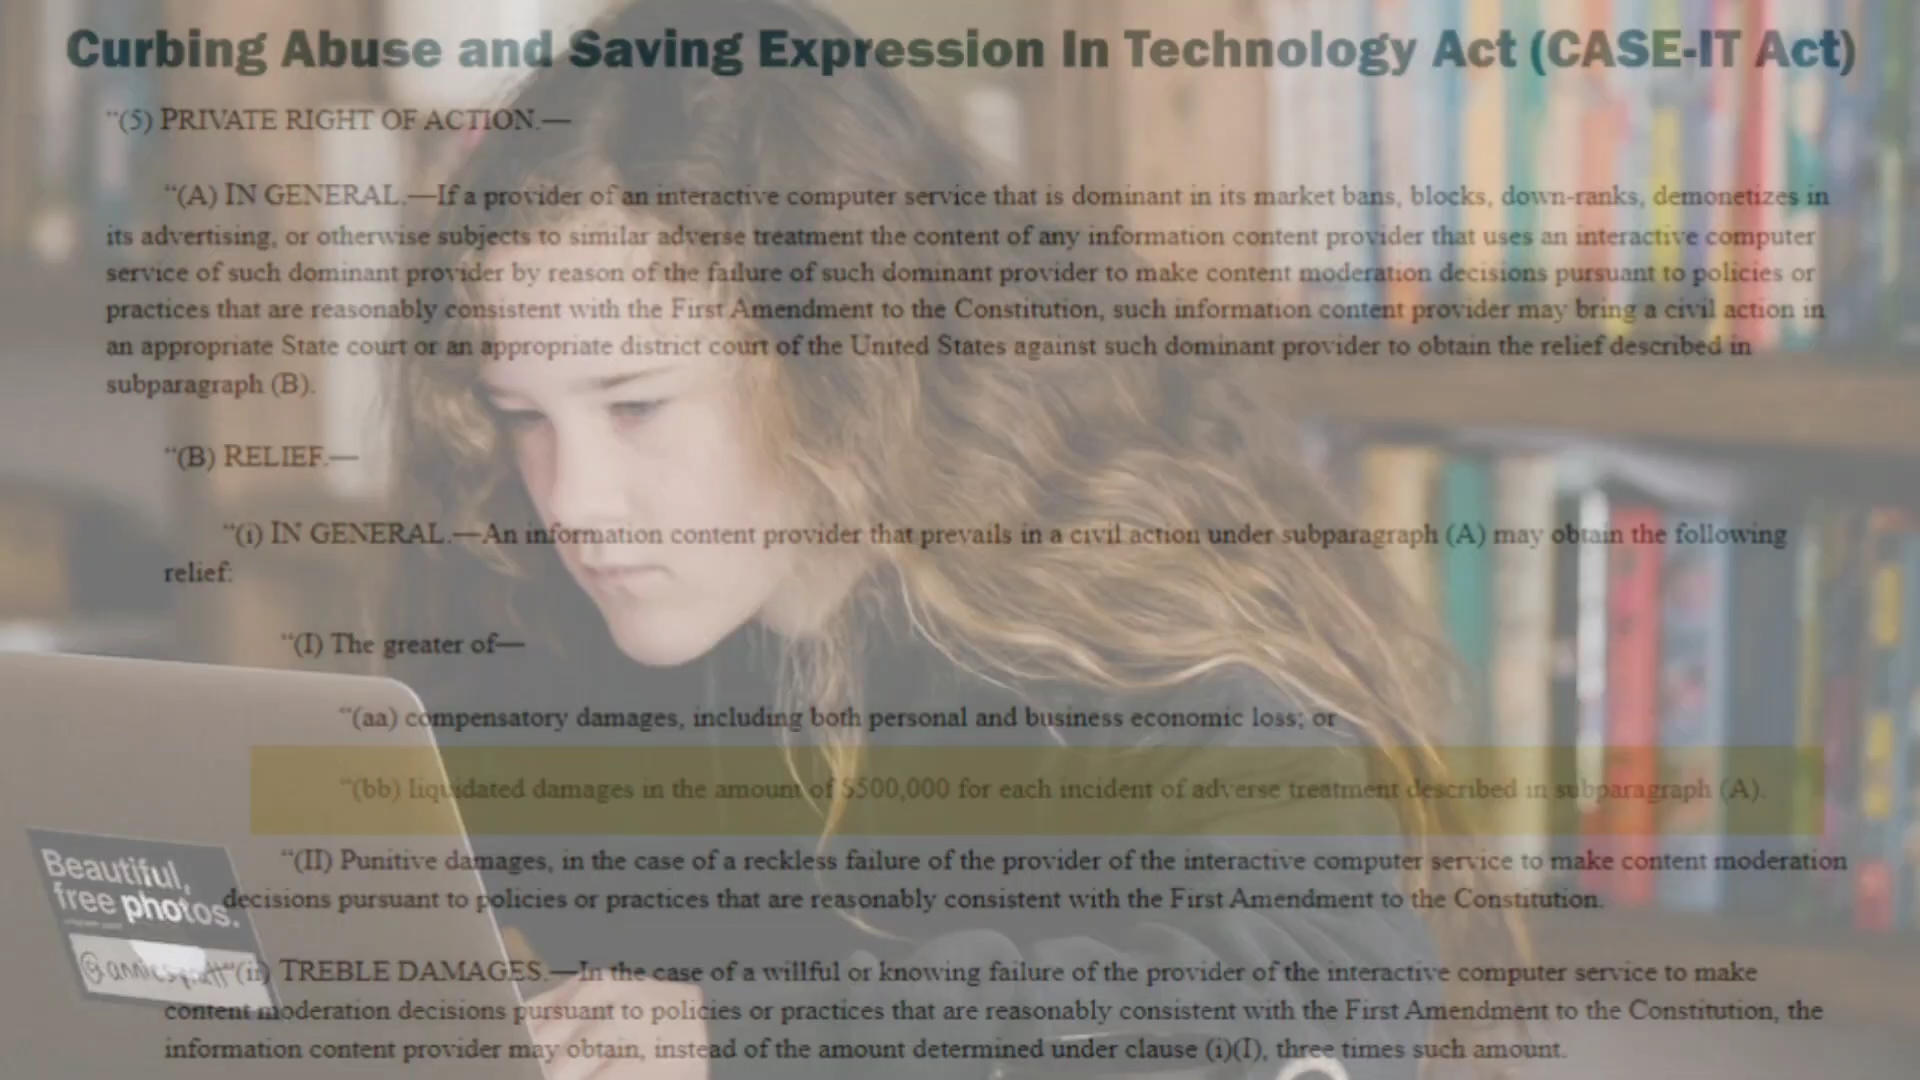 Curbing Abuse and Saving Expression In Technology Act (CASE-IT Act)
“(5) PRIVATE RIGHT OF ACTION.—
“(A) IN GENERAL.—If a provider of an interactive computer service that is dominant in its market bans, blocks, down-ranks, demonetizes in
its advertising, or otherwise subjects to similar adverse treatment the content of any information content provider that uses an interactive computer
service of such dominant provider by reason of the failure of such dominant provider to make content moderation decisions pursuant to policies or
practices that are reasonably consistent with the First Amendment to the Constitution, such information content provider may bring a civil action in
an appropriate State court or an appropriate district court of the United States against such dominant provider to obtain the relief described in
subparagraph (B).
“(B) RELIEF.—
“(i) IN GENERAL.—An information content provider that prevails in a civil action under subparagraph (A) may obtain the following
relief:
“(I) The greater of—
“(aa) compensatory damages, including both personal and business economic loss; or
“(bb) liquidated damages in the amount of $500,000 for each incident of adverse treatment described in subparagraph (A).
“(II) Punitive damages, in the case of a reckless failure of the provider of the interactive computer service to make content moderation
decisions pursuant to policies or practices that are reasonably consistent with the First Amendment to the Constitution.
“(ii) TREBLE DAMAGES.—In the case of a willful or knowing failure of the provider of the interactive computer service to make
content moderation decisions pursuant to policies or practices that are reasonably consistent with the First Amendment to the Constitution, the
information content provider may obtain, instead of the amount determined under clause (i)(I), three times such amount.
Beautiful,
free photos.